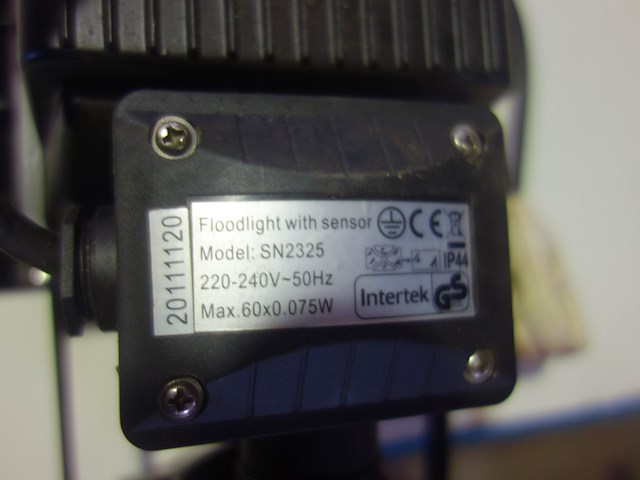 20111120
Floodlight with sensor CE
Model: SN2325
IP44
220-240V~50Hz
Max.60x0.075W
Intertek GS